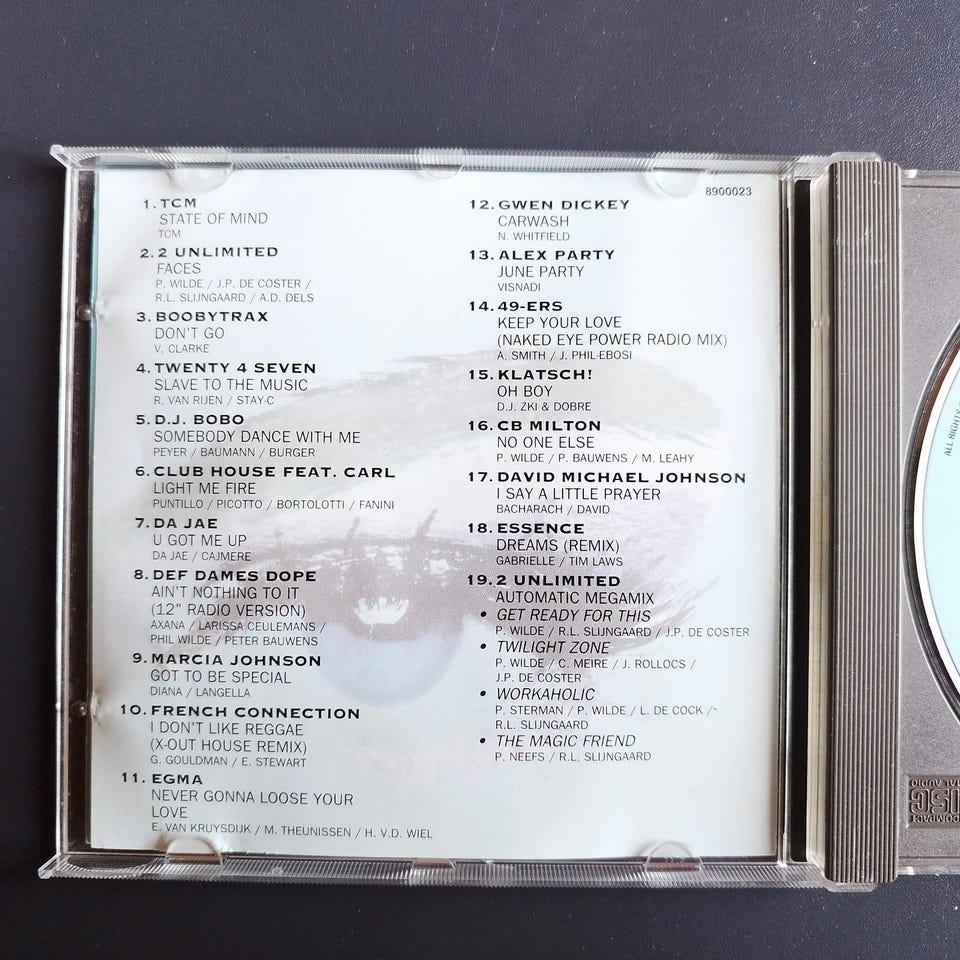 8900023
1. TCM
STATE OF MIND
TCM
2. 2 UNLIMITED
FACES
P. WILDE / J.P. DE COSTER /
R.L. SLIJNGAARD / A.D. DELS
3. BOOBYTRAX
DON'T GO
V. CLARKE
4. TWENTY 4 SEVEN
SLAVE TO THE MUSIC
R. VAN RIJEN / STAY-C
5. D.J. BOBO
SOMEBODY DANCE WITH ME
PEYER / BAUMANN / BURGER
6. CLUB HOUSE FEAT. CARL
LIGHT ME FIRE
PUNTILLO / PICOTTO / BORTOLOTTI / FANINI
7. DA JAE
U GOT ME UP
DA JAE / CAJMERE
8. DEF DAMES DOPE
AIN'T NOTHING TO IT
(12" RADIO VERSION)
AXANA / LARISSA CEULEMANS /
PHIL WILDE / PETER BAUWENS
9. MARCIA JOHNSON
GOT TO BE SPECIAL
DIANA / LANGELLA
10. FRENCH CONNECTION
I DON'T LIKE REGGAE
(X-OUT HOUSE REMIX)
G. GOULDMAN / E. STEWART
11. EGMA
NEVER GONNA LOOSE YOUR
LOVE
E. VAN KRUYSDIJK / M. THEUNISSEN / H. V.D. WIEL
12. GWEN DICKEY
CARWASH
N. WHITFIELD
13. ALEX PARTY
JUNE PARTY
VISNADI
14. 49-ERS
KEEP YOUR LOVE
(NAKED EYE POWER RADIO MIX)
A. SMITH / J. PHIL-EBOSI
15. KLATSCH!
OH BOY
D.J. ZKI & DOBRE
16. CB MILTON
NO ONE ELSE
P. WILDE / P. BAUWENS / M. LEAHY
17. DAVID MICHAEL JOHNSON
I SAY A LITTLE PRAYER
BACHARACH / DAVID
18. ESSENCE
DREAMS (REMIX)
GABRIELLE / TIM LAWS
19. 2 UNLIMITED
AUTOMATIC MEGAMIX
• GET READY FOR THIS
P. WILDE / R.L. SLIJNGAARD / J.P. DE COSTER
• TWILIGHT ZONE
P. WILDE / C. MEIRE / J. ROLLOCS /
J.P. DE COSTER
• WORKAHOLIC
P. STERMAN / P. WILDE / L. DE COCK /
R.L. SLIJNGAARD
• THE MAGIC FRIEND
P. NEEFS / R.L. SLIJNGAARD
ALL RIGHTS
COMPACT
DISC
DIGITAL AUDIO